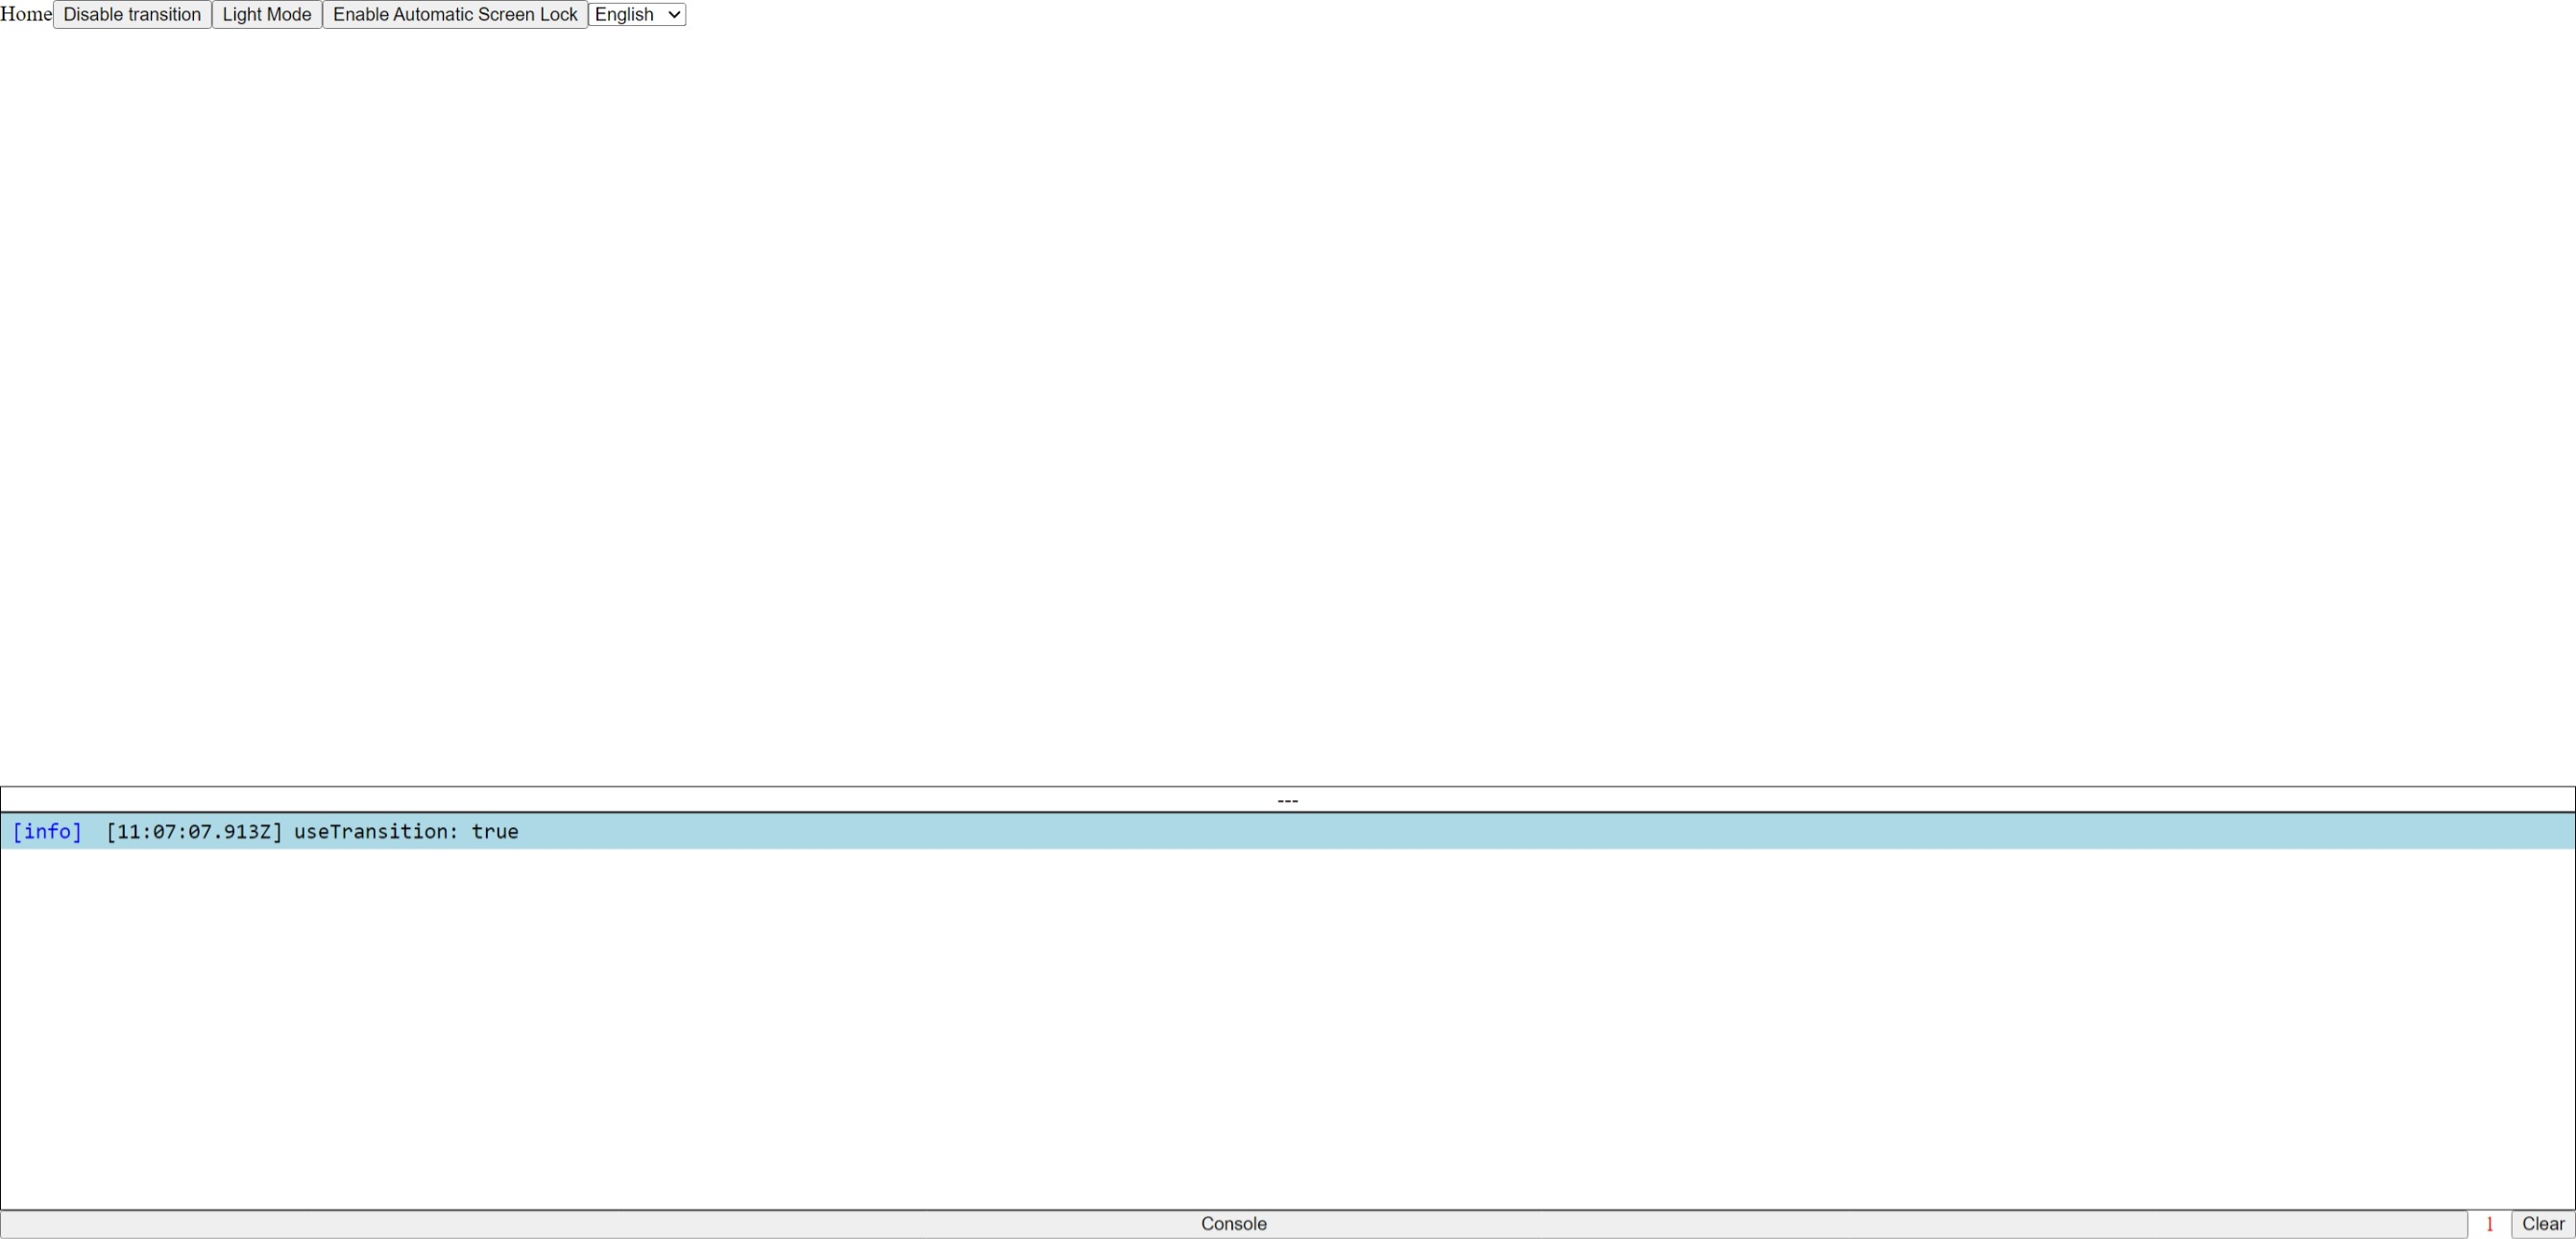 Home Disable transition Light Mode Enable Automatic Screen Lock English
---
[info] [11:07:07.913Z] useTransition: true
Console 1 Clear